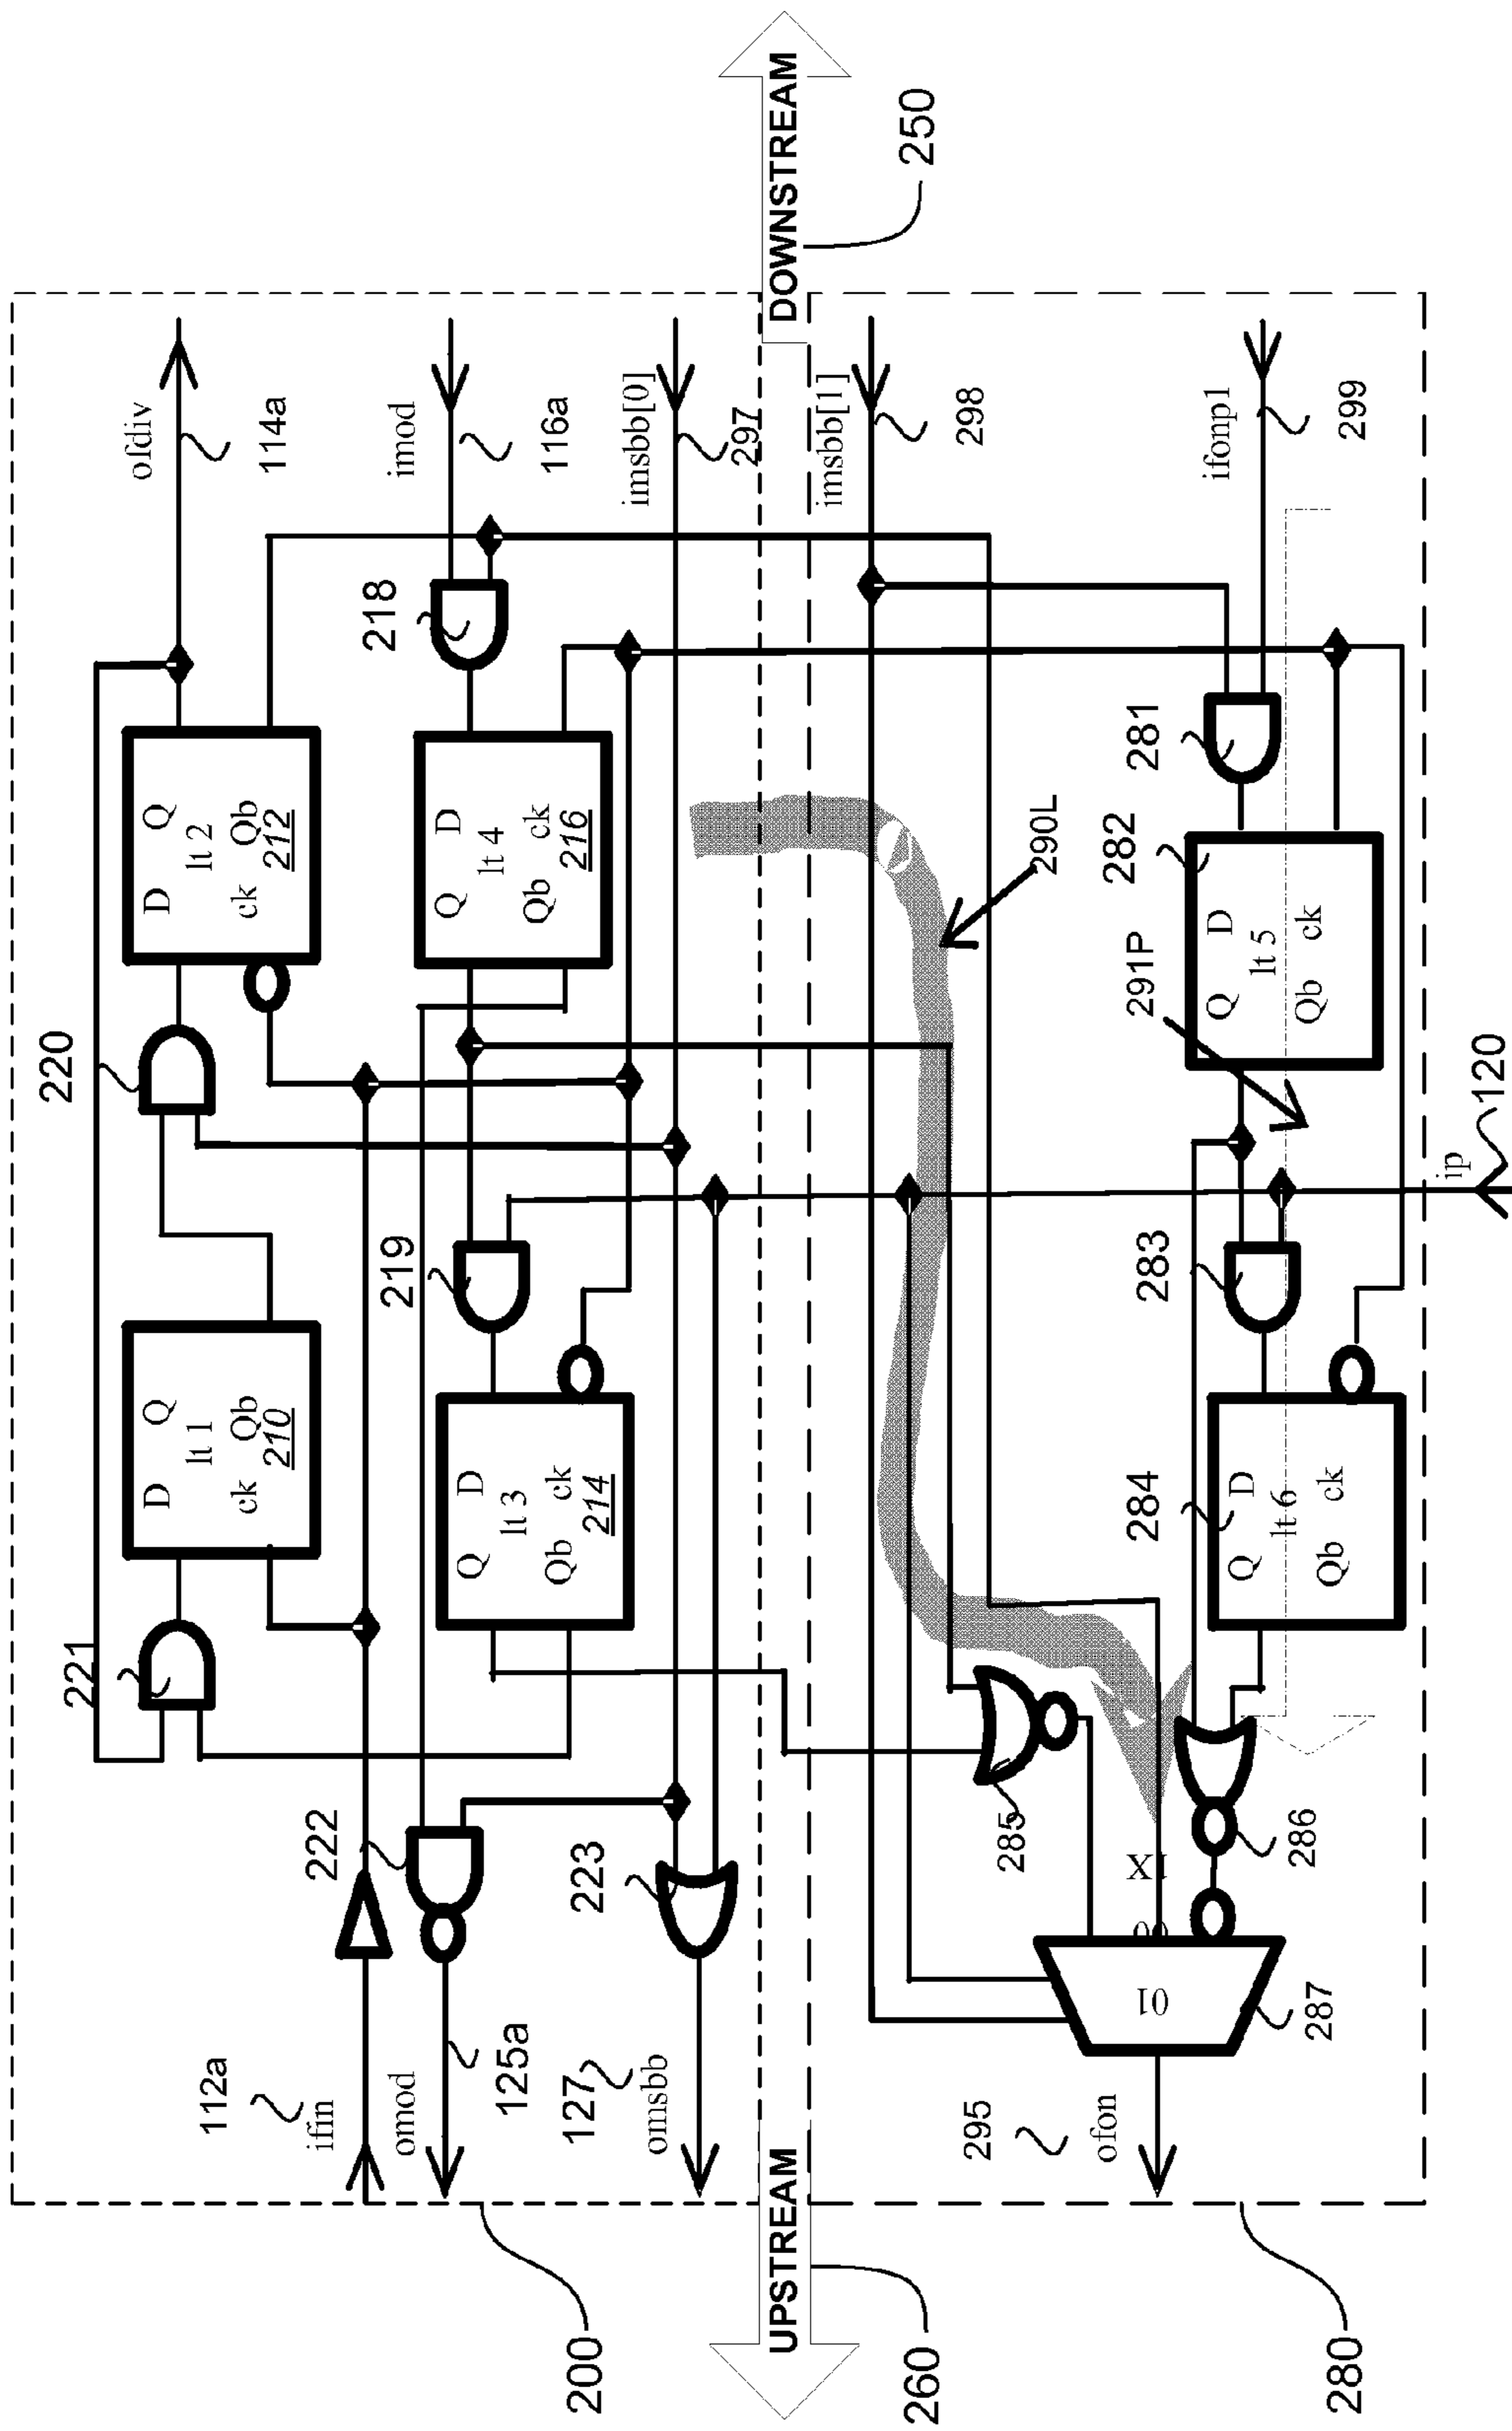 ofdiv
114a
imod
116a
imsbb[0]
297
DOWNSTREAM
250
imsbb[1]
298
ifonp1
299
218
D Q
lt 2
ck Qb
212
Q D
lt 4
Qb ck
216
281
282
290L
Q D
lt 5
Qb ck
291P
220
ip
120
219
283
D Q
lt 1
ck Qb
210
Q D
lt 3
Qb ck
214
284
Q D
lt 6
Qb ck
221
222
223
285
286
1X
00
01
287
112a
ifin
omod
125a
127
omsbb
295
ofon
UPSTREAM
200
260
280